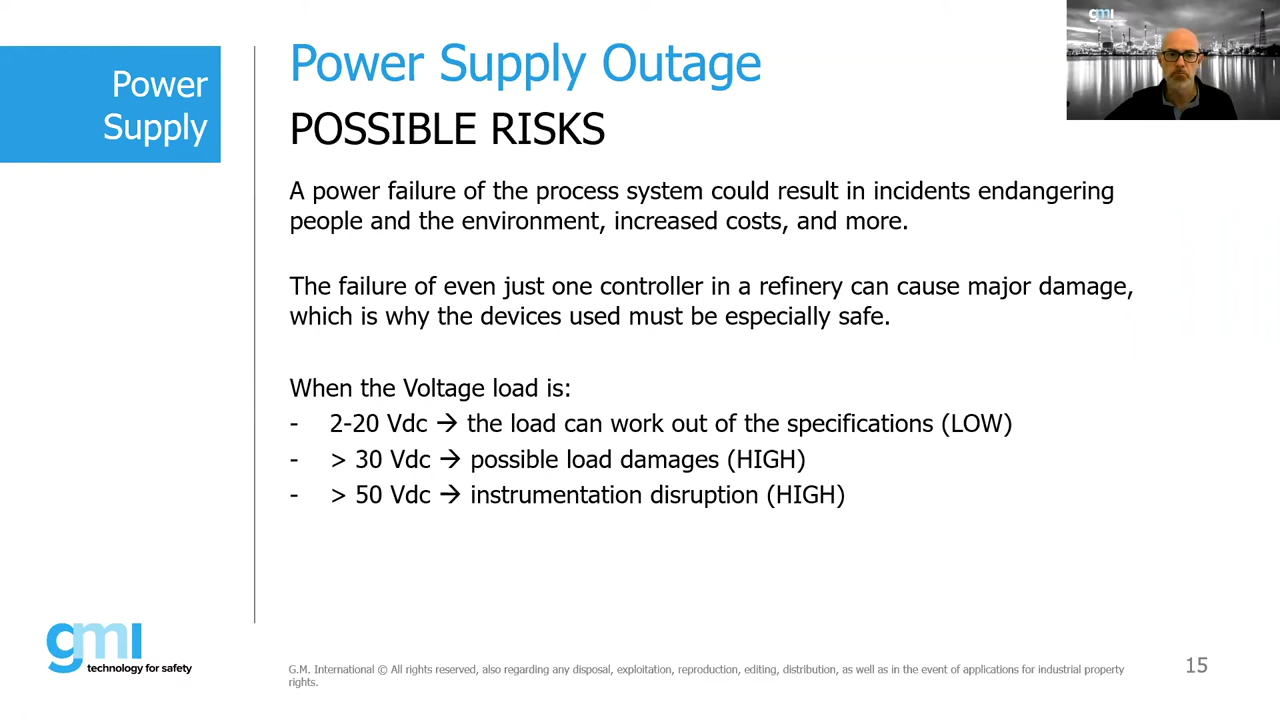 gmi
Power
Supply
Power Supply Outage
POSSIBLE RISKS
A power failure of the process system could result in incidents endangering
people and the environment, increased costs, and more.
The failure of even just one controller in a refinery can cause major damage,
which is why the devices used must be especially safe.
When the Voltage load is:
- 2-20 Vdc → the load can work out of the specifications (LOW)
- > 30 Vdc → possible load damages (HIGH)
- > 50 Vdc → instrumentation disruption (HIGH)
gmi
technology for safety
G.M. International © All rights reserved, also regarding any disposal, exploitation, reproduction, editing, distribution, as well as in the event of applications for industrial property
rights.
15